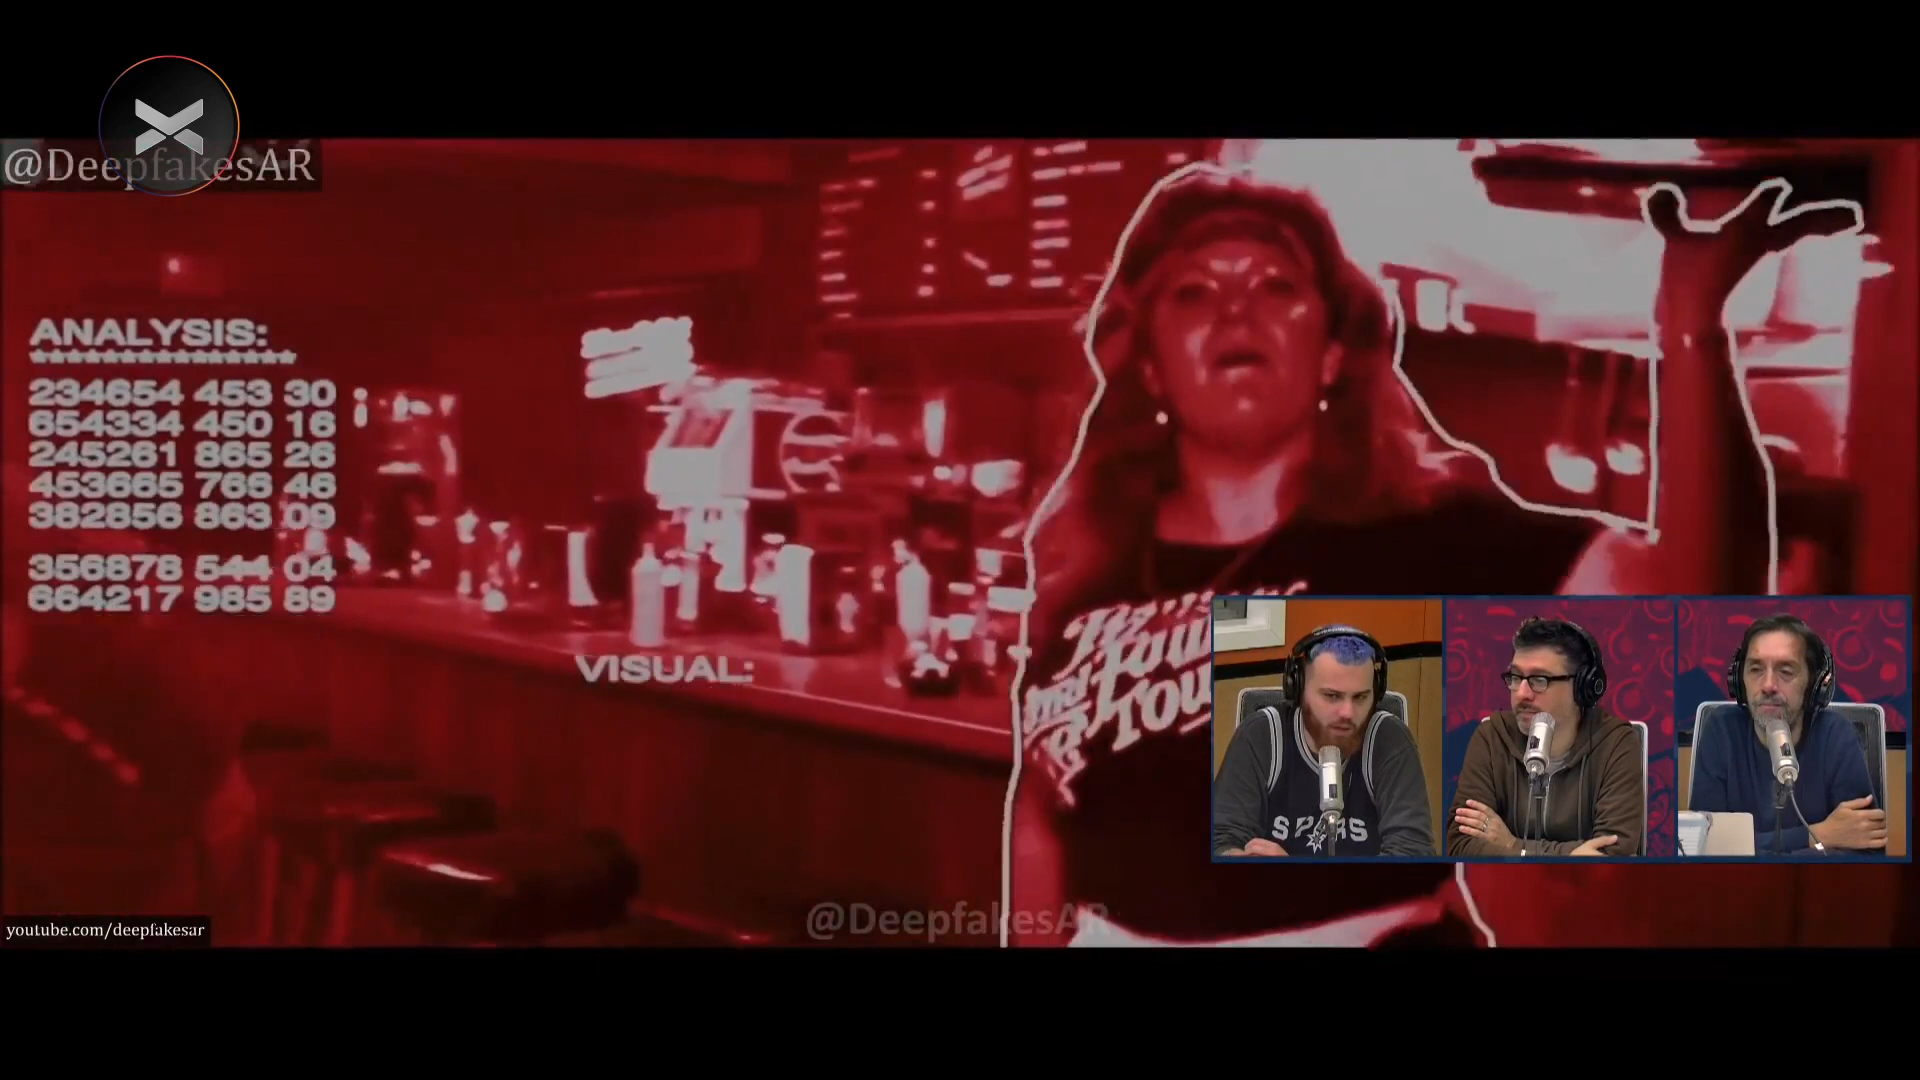 @DeepfakesAR
ANALYSIS:
***************
234654 453 30
654334 450 16
245261 865 26
453665 766 46
382856 863 09
356878 544 04
664217 985 89
VISUAL:
SPURS
@DeepfakesAR
youtube.com/deepfakesar